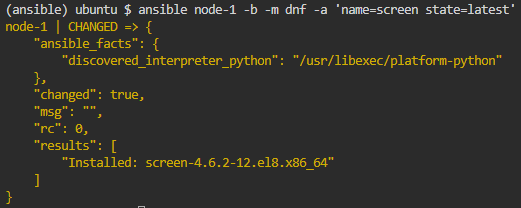 (ansible) ubuntu $ ansible node-1 -b -m dnf -a 'name=screen state=latest'
node-1 | CHANGED => {
    "ansible_facts": {
        "discovered_interpreter_python": "/usr/libexec/platform-python"
    },
    "changed": true,
    "msg": "",
    "rc": 0,
    "results": [
        "Installed: screen-4.6.2-12.el8.x86_64"
    ]
}